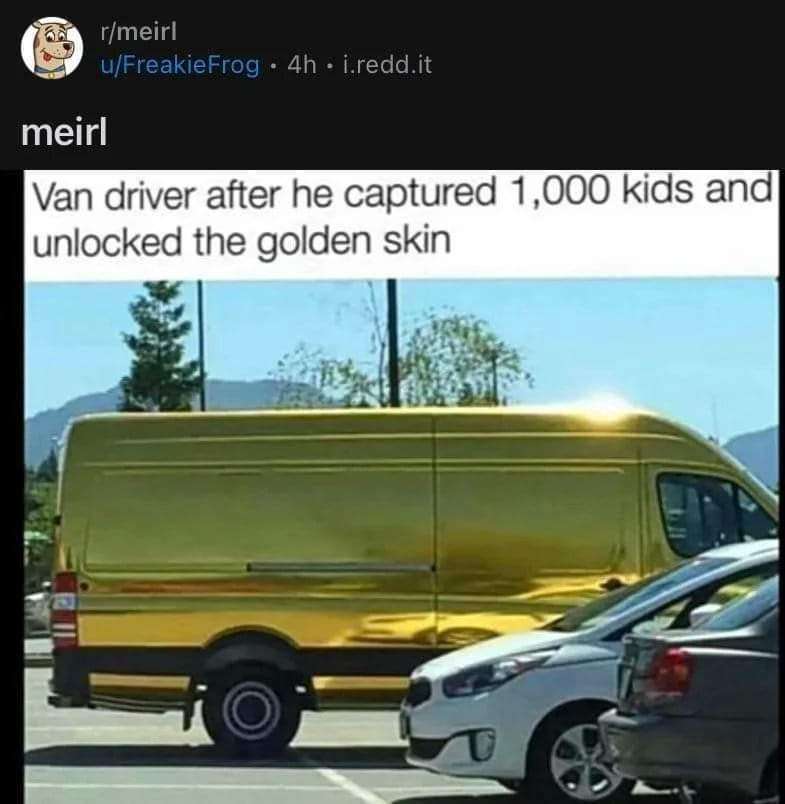 r/meirl
u/FreakieFrog • 4h • i.redd.it
meirl
Van driver after he captured 1,000 kids and
unlocked the golden skin